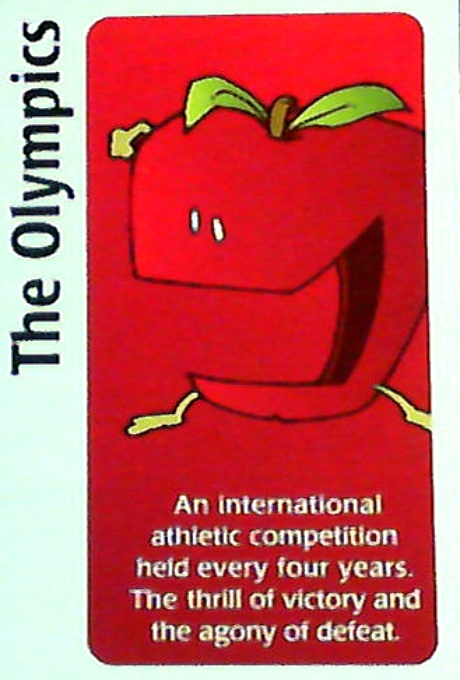 The Olympics
An international
athletic competition
held every four years.
The thrill of victory and
the agony of defeat.